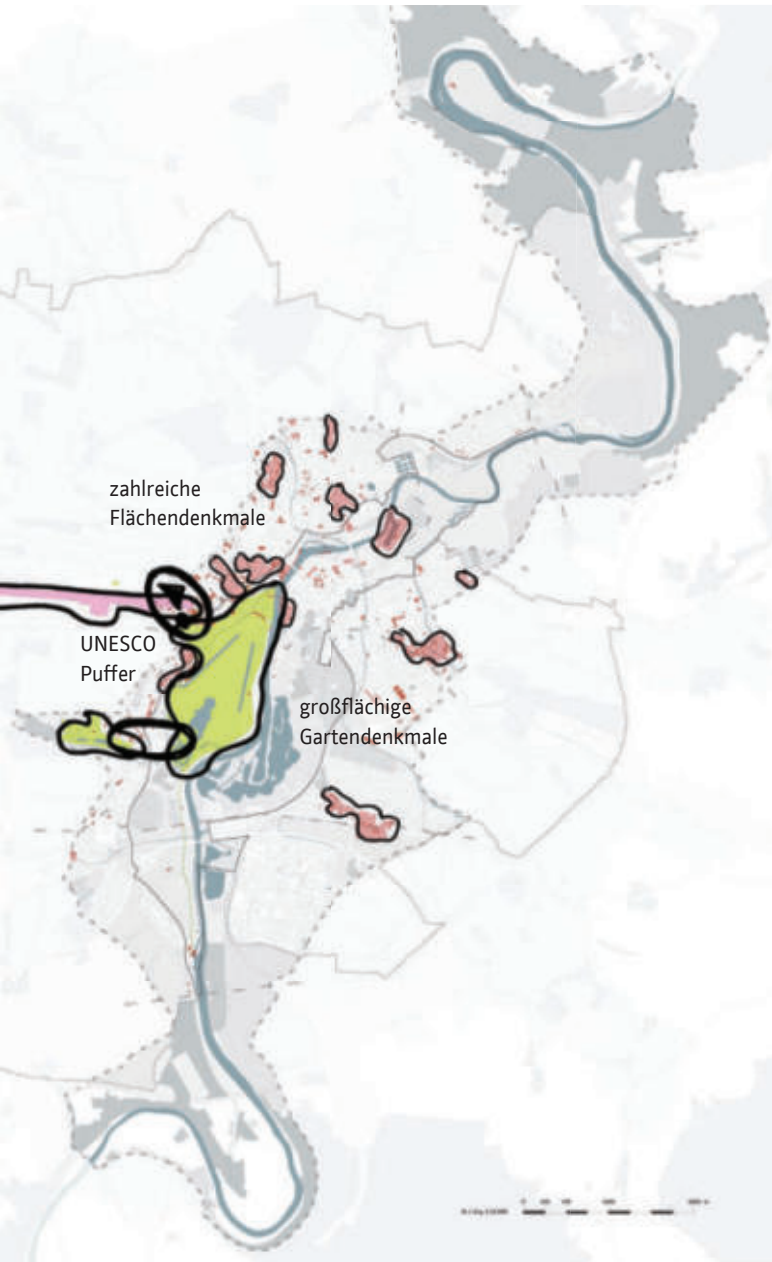 zahlreiche
Flächendenkmale
UNESCO
Puffer
großflächige
Gartendenkmale